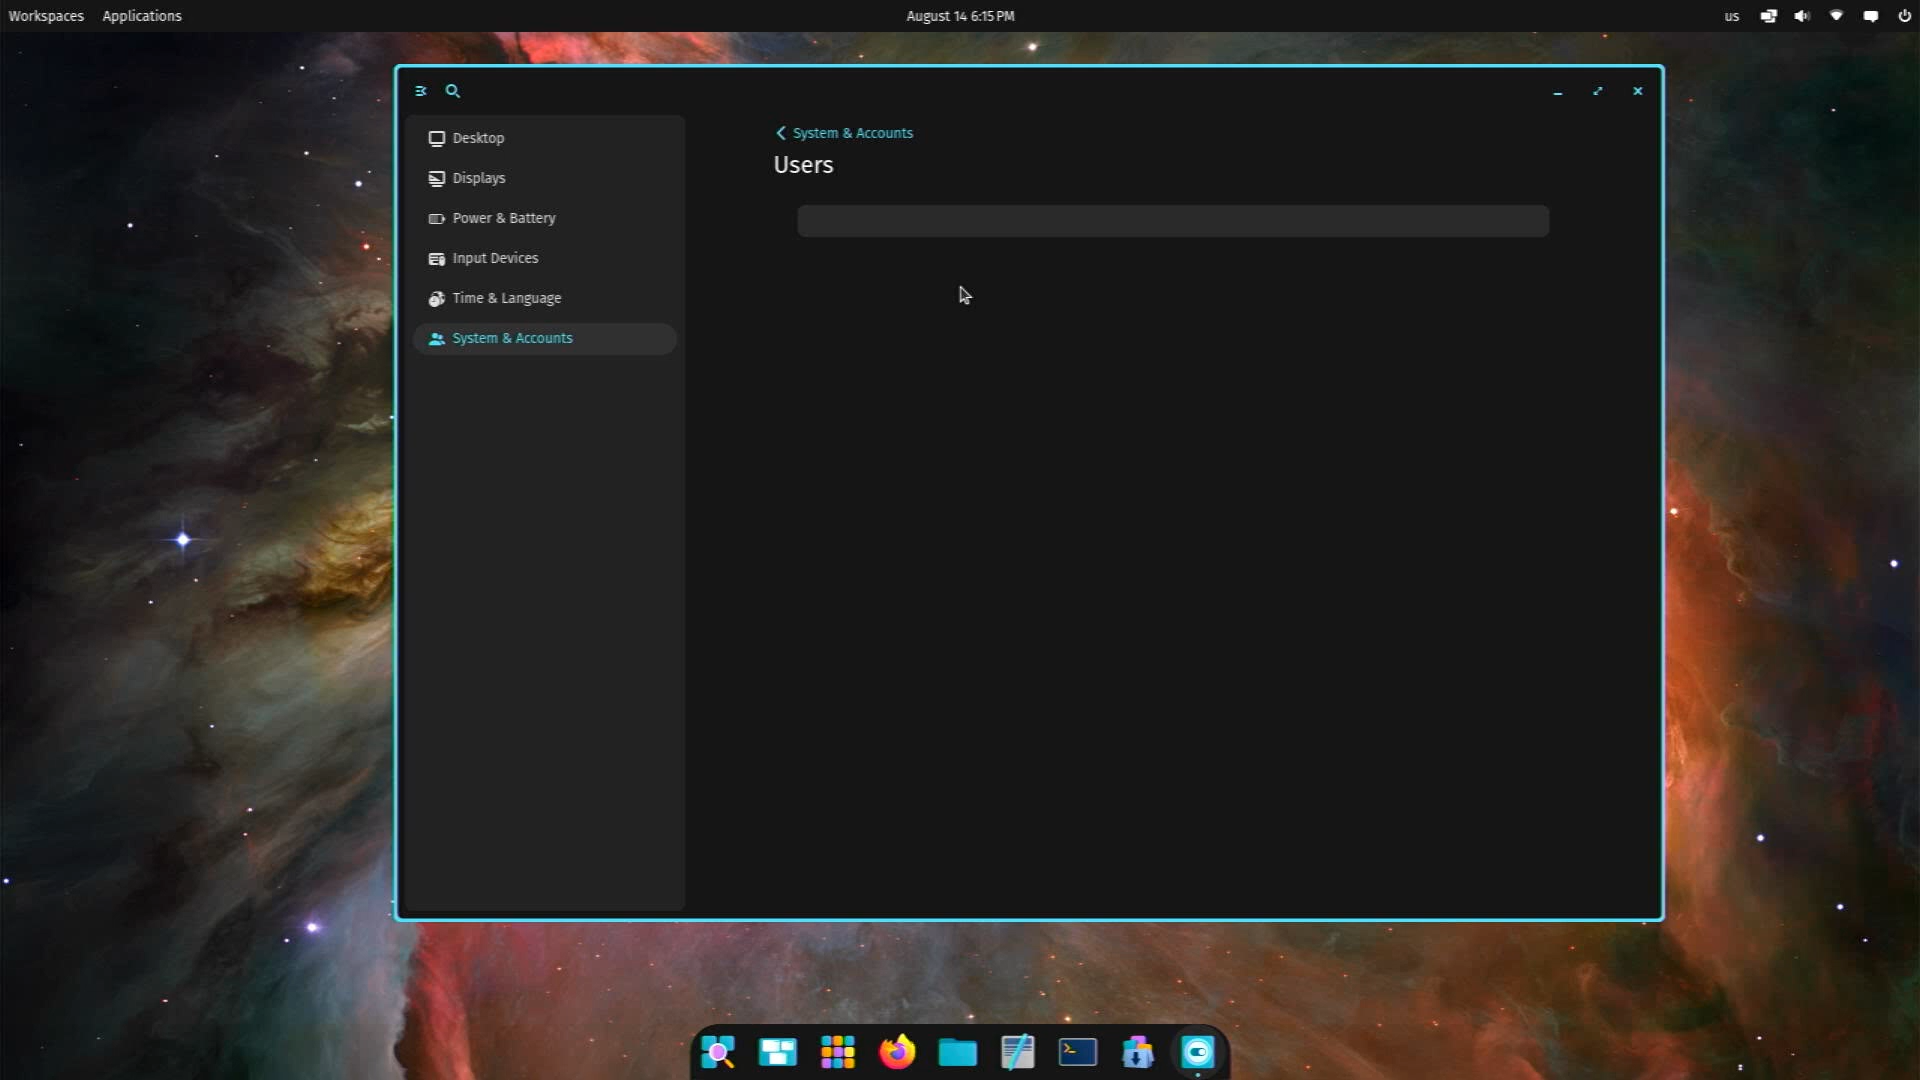 Workspaces Applications August 14 6:15 PM us
System & Accounts
Users
Desktop
Displays
Power & Battery
Input Devices
Time & Language
System & Accounts